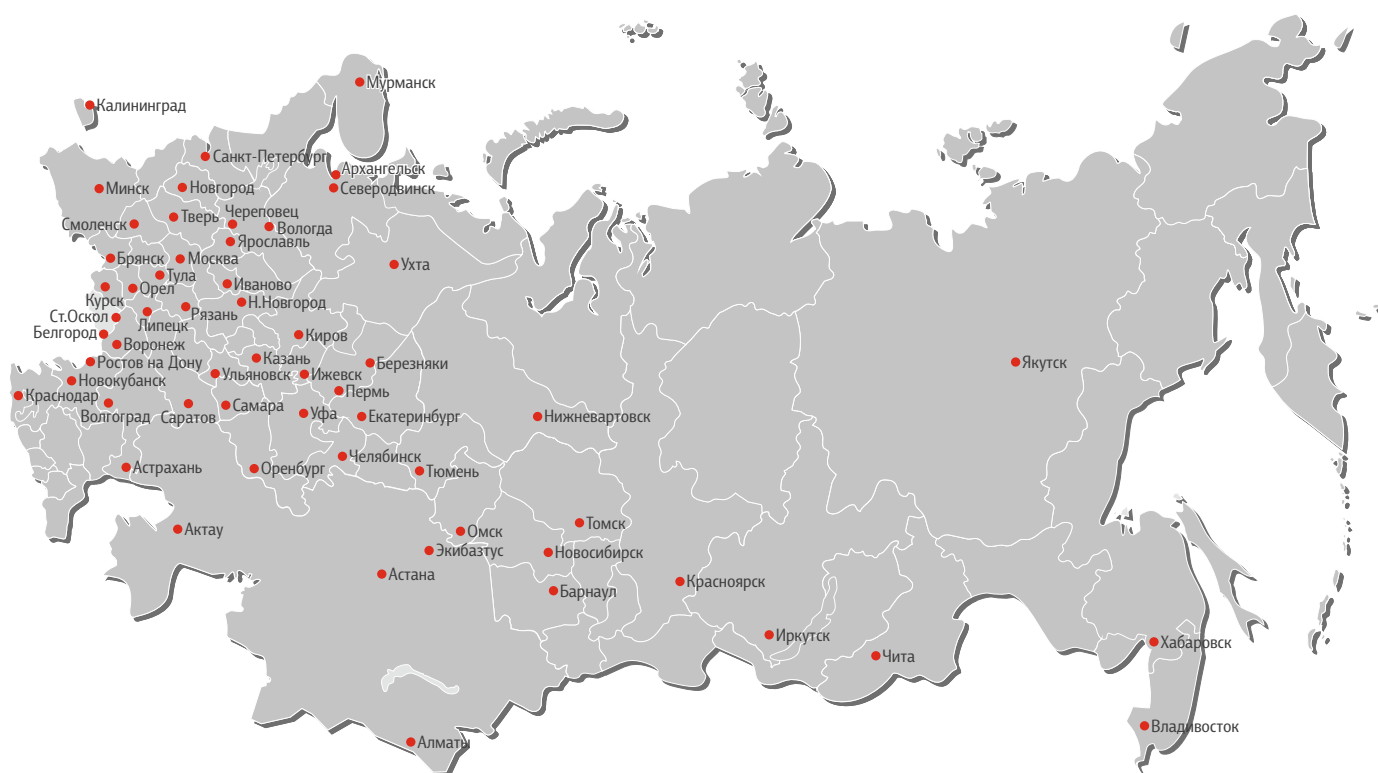 Мурманск
Калининград
Санкт-Петербург
Архангельск
Северодвинск
Минск
Новгород
Тверь
Череповец
Смоленск
Вологда
Ярославль
Брянск
Москва
Ухта
Тула
Иваново
Орел
Курск
Н.Новгород
Рязань
Ст.Оскол
Липецк
Белгород
Киров
Воронеж
Казань
Ростов на Дону
Березняки
Якутск
Ульяновск
Ижевск
Новокубанск
Пермь
Краснодар
Волгоград
Саратов
Самара
Уфа
Екатеринбург
Нижневартовск
Челябинск
Астрахань
Оренбург
Тюмень
Актау
Омск
Томск
Экибазтус
Новосибирск
Астана
Красноярск
Барнаул
Иркутск
Хабаровск
Чита
Владивосток
Алматы